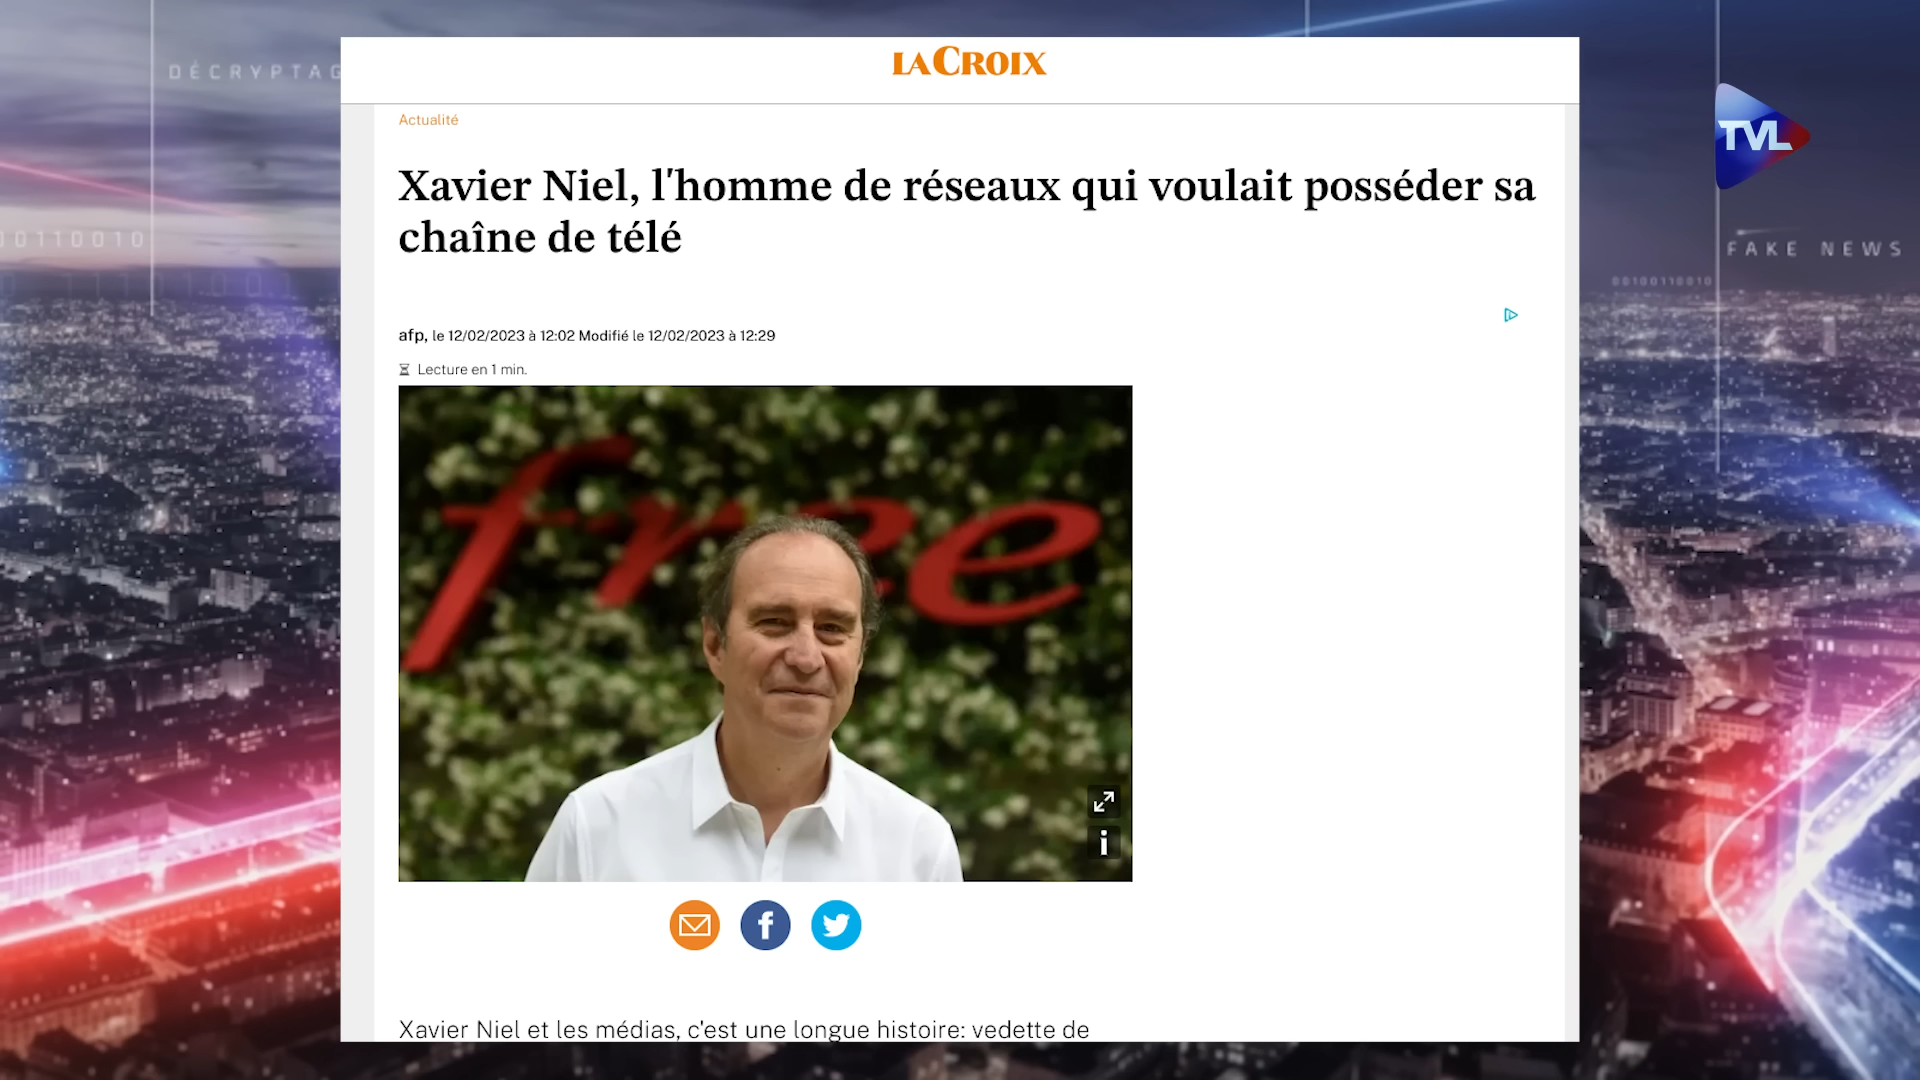 LA CROIX
DÉCRYPTAG
TVL
Actualité
Xavier Niel, l'homme de réseaux qui voulait posséder sa
chaîne de télé
00110010
FAKE NEWS
00100110010
afp, le 12/02/2023 à 12:02 Modifié le 12/02/2023 à 12:29
Lecture en 1 min.
free
Xavier Niel et les médias, c'est une longue histoire: vedette de